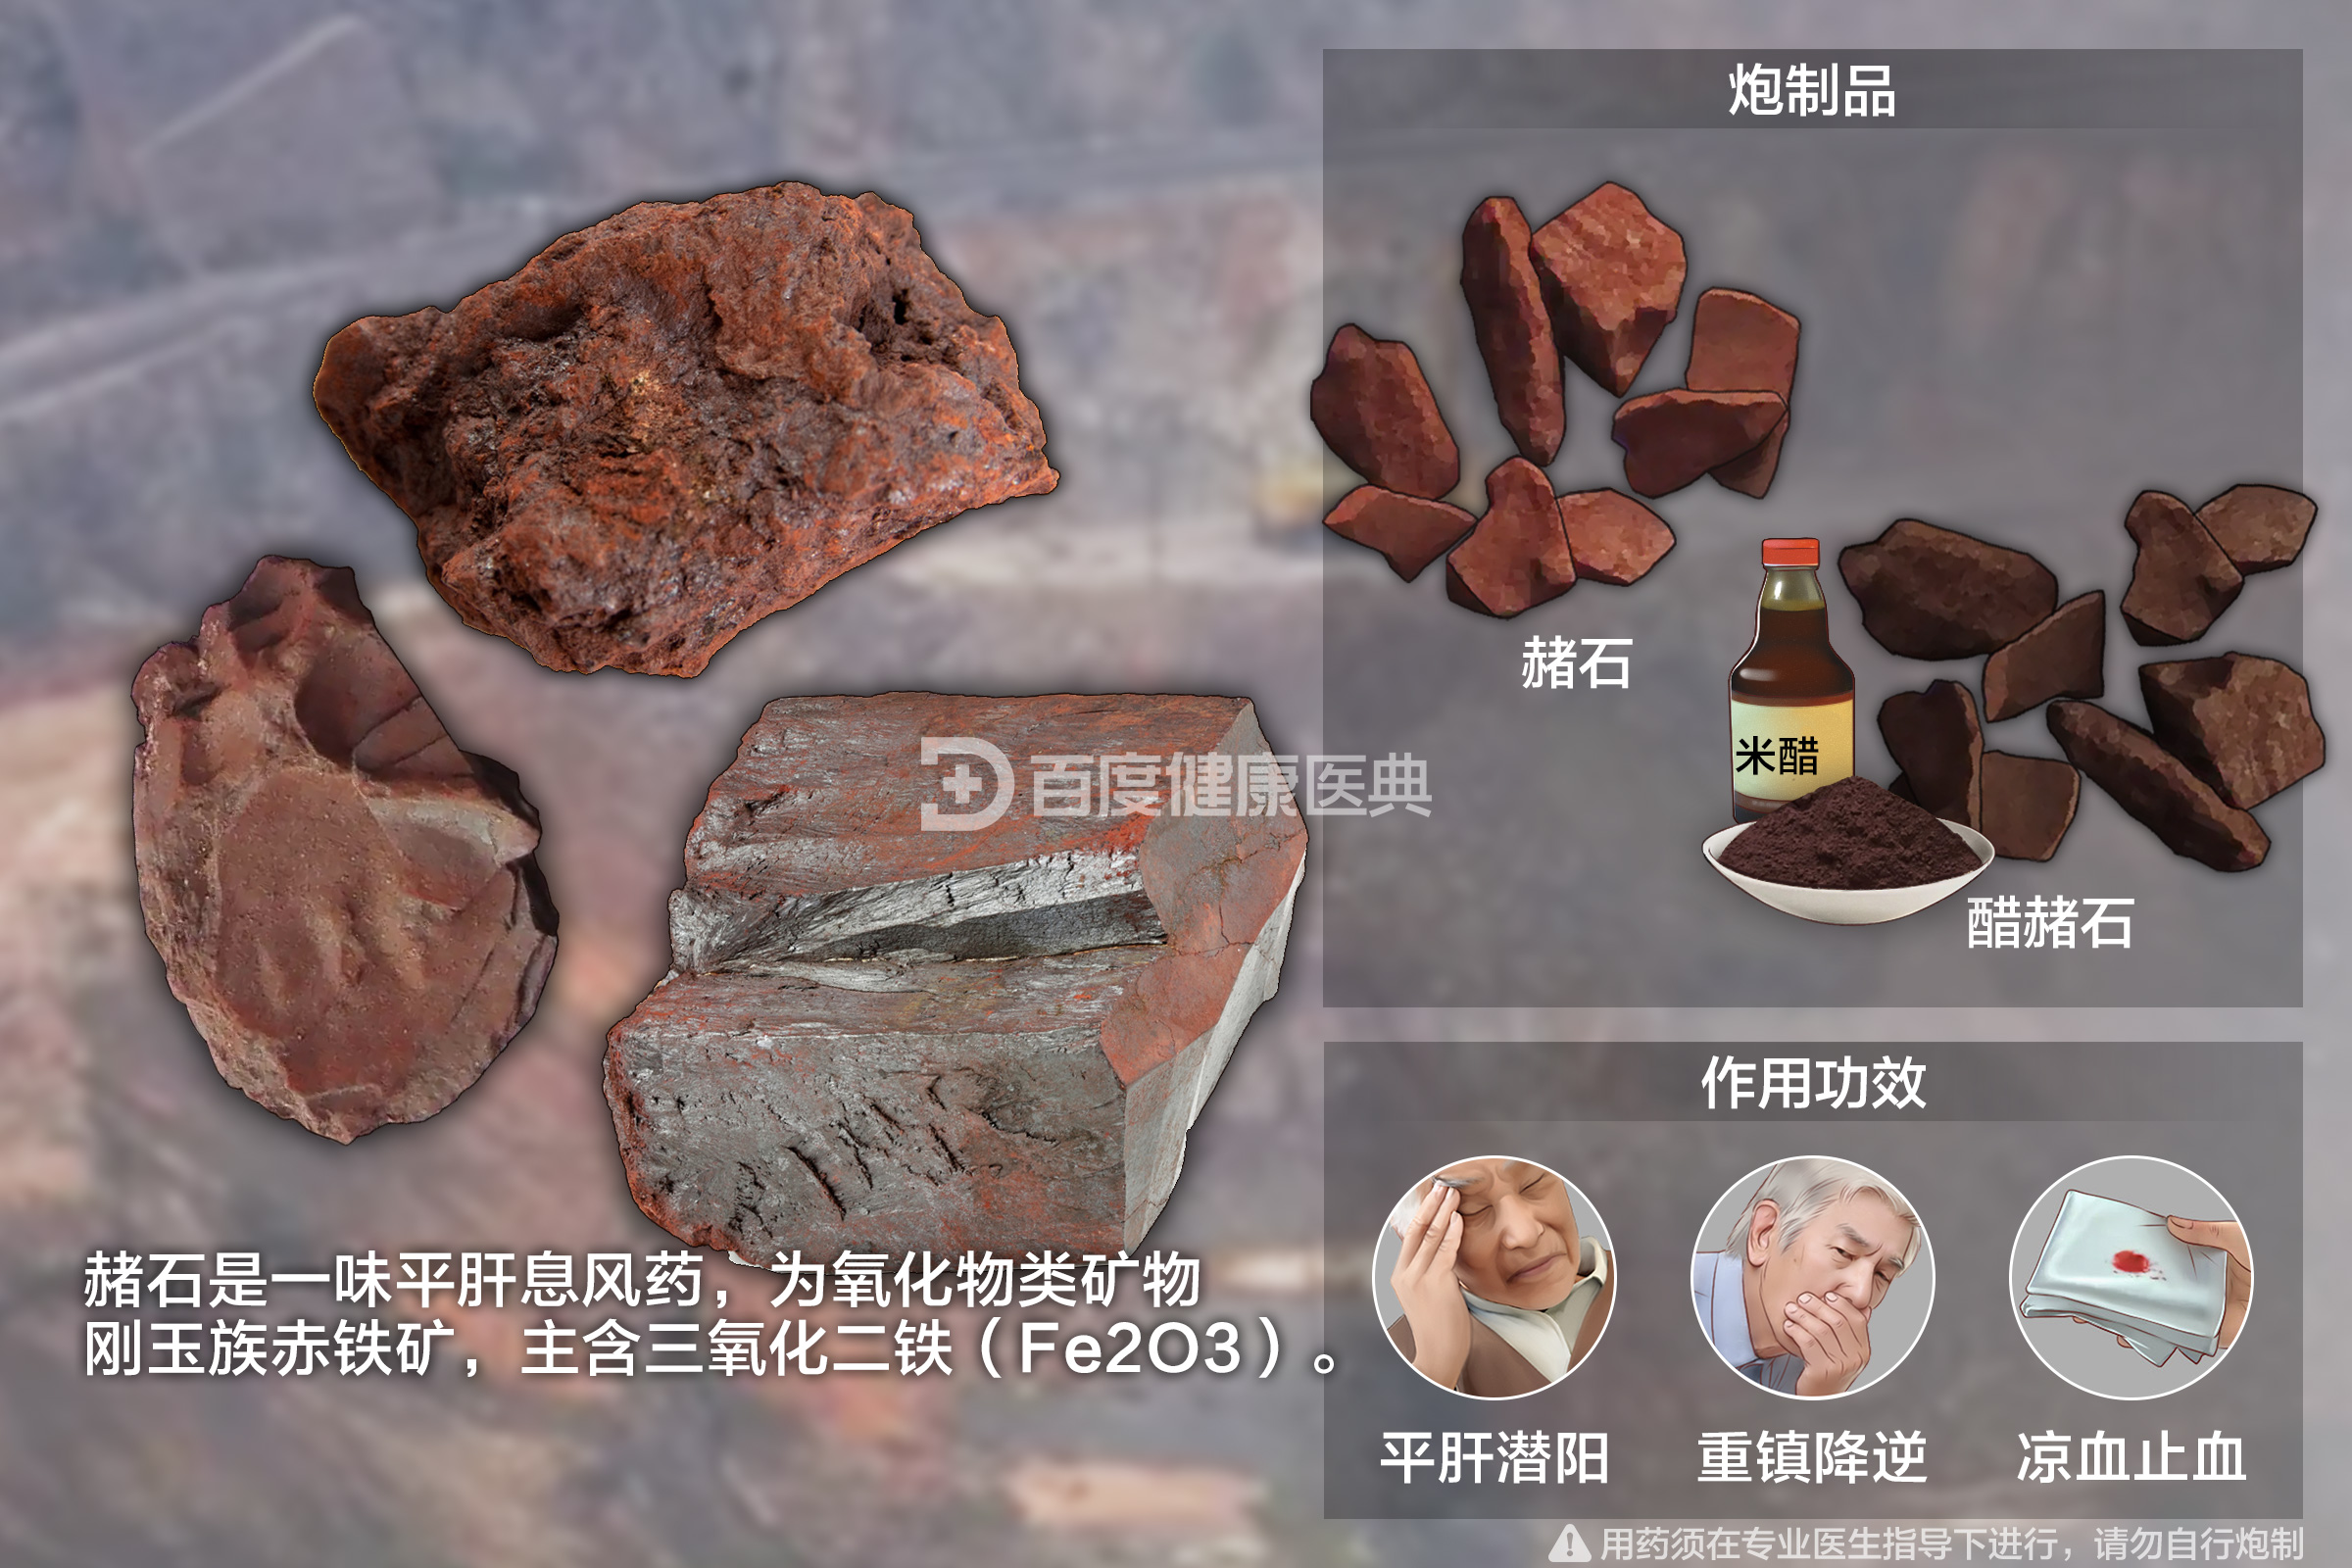 炮制品
赭石
米醋
醋赭石
百度健康医典
赭石是一味平肝息风药，为氧化物类矿物
刚玉族赤铁矿，主含三氧化二铁（Fe2O3）。
作用功效
平肝潜阳
重镇降逆
凉血止血
用药须在专业医生指导下进行，请勿自行炮制